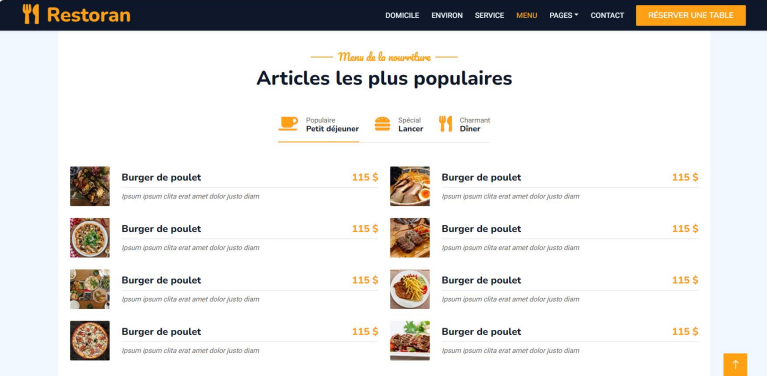 Restoran
DOMICILE ENVIRON SERVICE MENU PAGES CONTACT RÉSERVER UNE TABLE
Menu de la nourriture
Articles les plus populaires
Populaire
Petit déjeuner
Spécial
Lancer
Charmant
Dîner
Burger de poulet 115 $
Ipsum ipsum clita erat amet dolor justo diam
Burger de poulet 115 $
Ipsum ipsum clita erat amet dolor justo diam
Burger de poulet 115 $
Ipsum ipsum clita erat amet dolor justo diam
Burger de poulet 115 $
Ipsum ipsum clita erat amet dolor justo diam
Burger de poulet 115 $
Ipsum ipsum clita erat amet dolor justo diam
Burger de poulet 115 $
Ipsum ipsum clita erat amet dolor justo diam
Burger de poulet 115 $
Ipsum ipsum clita erat amet dolor justo diam
Burger de poulet 115 $
Ipsum ipsum clita erat amet dolor justo diam